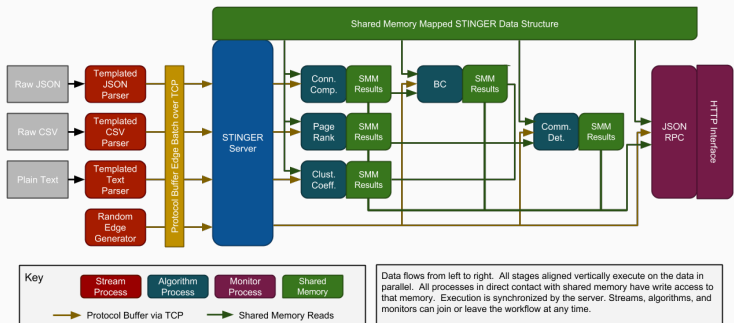 Shared Memory Mapped STINGER Data Structure
Raw JSON
Templated
JSON
Parser
Raw CSV
Templated
CSV
Parser
Plain Text
Templated
Text
Parser
Random
Edge
Generator
Protocol Buffer Edge Batch over TCP
STINGER
Server
Conn.
Comp.
SMM
Results
Page
Rank
SMM
Results
Clust.
Coeff.
SMM
Results
BC
SMM
Results
Comm.
Det.
SMM
Results
JSON
RPC
HTTP Interface
Key
Stream
Process
Algorithm
Process
Monitor
Process
Shared
Memory
Protocol Buffer via TCP
Shared Memory Reads
Data flows from left to right. All stages aligned vertically execute on the data in
parallel. All processes in direct contact with shared memory have write access to
that memory. Execution is synchronized by the server. Streams, algorithms, and
monitors can join or leave the workflow at any time.